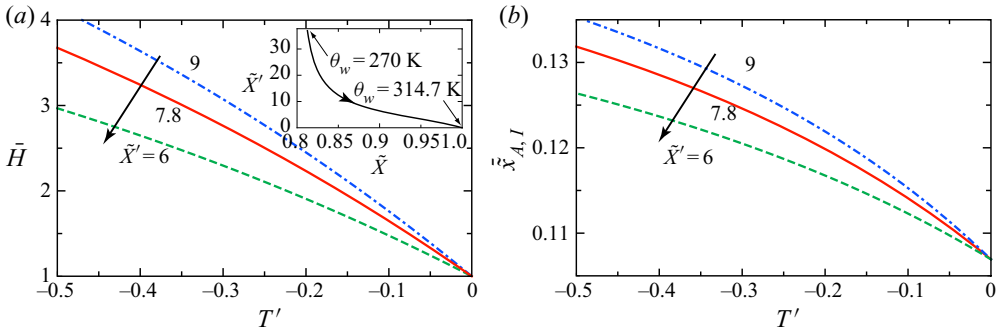 (a)
4
3
2
1
H̄
–0.5
–0.4
–0.3
–0.2
–0.1
0
T′
9
7.8
X̃′= 6
30
20
10
0
X̃′
θw = 270 K
θw = 314.7 K
0.8
0.85
0.9
0.95
1.0
X̃
(b)
0.13
0.12
0.11
x̃̄A, I
–0.5
–0.4
–0.3
–0.2
–0.1
0
T′
9
7.8
X̃′= 6